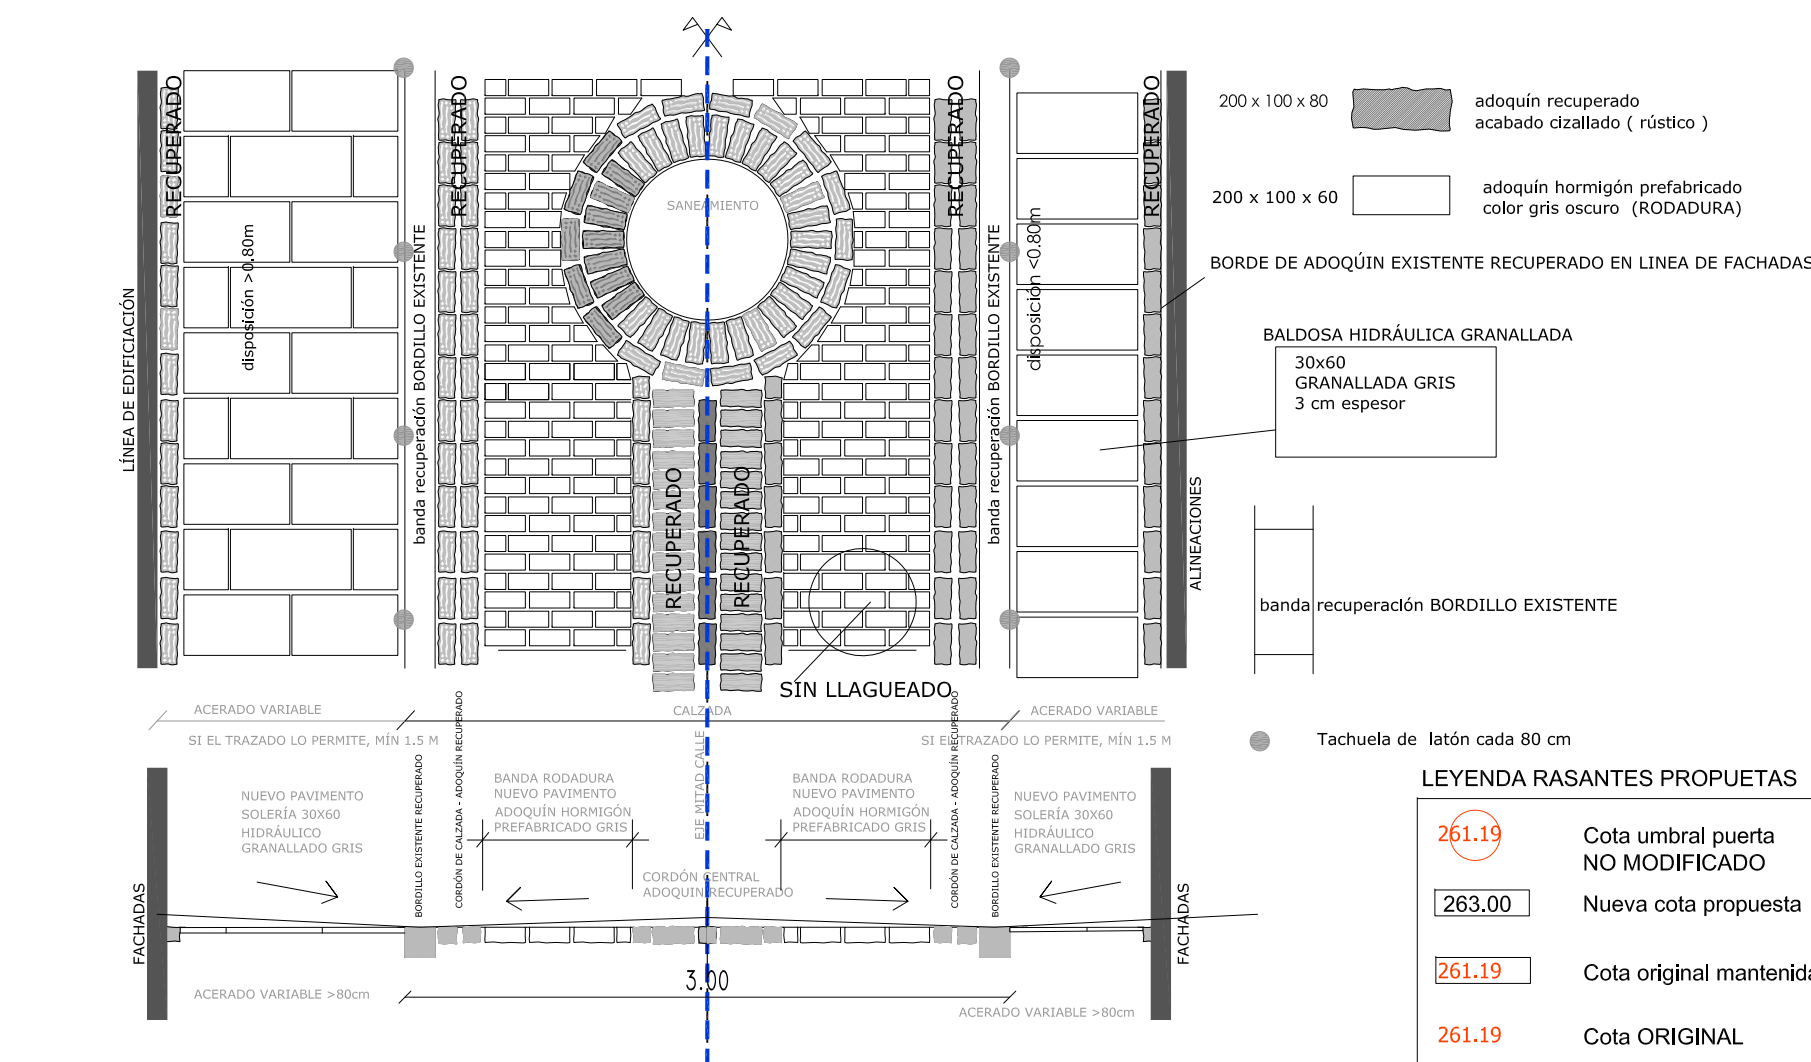 RECUPERADO
RECUPERADO
RECUPERADO
RECUPERADO
LÍNEA DE EDIFICIACIÓN
disposición >0.80m
banda recuperación BORDILLO EXISTENTE
SANEAMIENTO
RECUPERADO
RECUPERADO
banda recuperación BORDILLO EXISTENTE
disposición <0.80m
ALINEACIONES
SIN LLAGUEADO
200 x 100 x 80
adoquín recuperado
acabado cizallado ( rústico )
200 x 100 x 60
adoquín hormigón prefabricado
color gris oscuro (RODADURA)
BORDE DE ADOQÚIN EXISTENTE RECUPERADO EN LINEA DE FACHADAS
BALDOSA HIDRÁULICA GRANALLADA
30x60
GRANALLADA GRIS
3 cm espesor
banda recuperación BORDILLO EXISTENTE
Tachuela de latón cada 80 cm
ACERADO VARIABLE
CALZADA
ACERADO VARIABLE
SI EL TRAZADO LO PERMITE, MÍN 1.5 M
SI EL TRAZADO LO PERMITE, MÍN 1.5 M
FACHADAS
NUEVO PAVIMENTO
SOLERÍA 30X60
HIDRÁULICO
GRANALLADO GRIS
BORDILLO EXISTENTE RECUPERADO
CORDÓN DE CALZADA - ADOQUÍN RECUPERADO
BANDA RODADURA
NUEVO PAVIMENTO
ADOQUÍN HORMIGÓN
PREFABRICADO GRIS
EJE MITAD CALLE
CORDÓN CENTRAL
ADOQUIN RECUPERADO
BANDA RODADURA
NUEVO PAVIMENTO
ADOQUÍN HORMIGÓN
PREFABRICADO GRIS
CORDÓN DE CALZADA - ADOQUÍN RECUPERADO
BORDILLO EXISTENTE RECUPERADO
NUEVO PAVIMENTO
SOLERÍA 30X60
HIDRÁULICO
GRANALLADO GRIS
FACHADAS
ACERADO VARIABLE >80cm
3.00
ACERADO VARIABLE >80cm
LEYENDA RASANTES PROPUETAS
261.19
Cota umbral puerta
NO MODIFICADO
263.00
Nueva cota propuesta
261.19
Cota original mantenida
261.19
Cota ORIGINAL